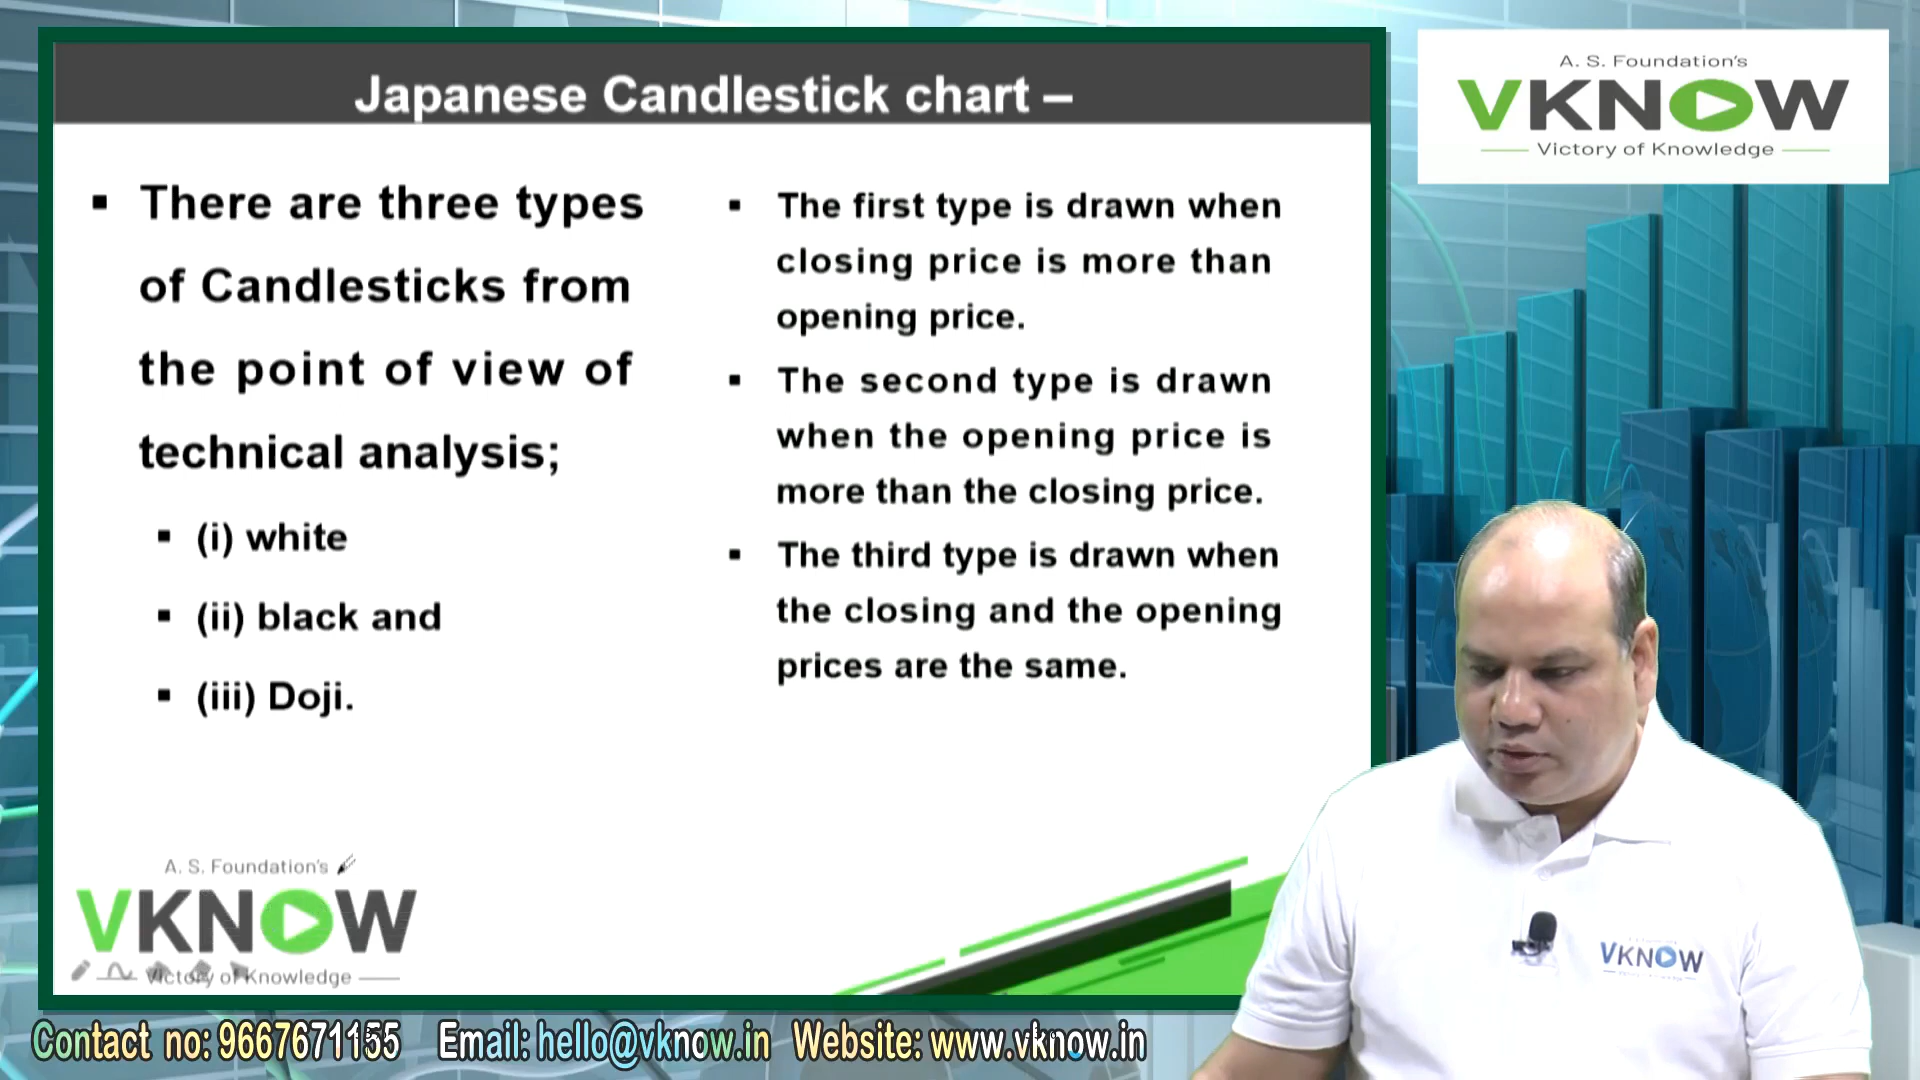 Japanese Candlestick chart –
▪ There are three types
of Candlesticks from
the point of view of
technical analysis;
▪ (i) white
▪ (ii) black and
▪ (iii) Doji.
▪ The first type is drawn when
closing price is more than
opening price.
▪ The second type is drawn
when the opening price is
more than the closing price.
▪ The third type is drawn when
the closing and the opening
prices are the same.
A. S. Foundation's
VKNOW
Victory of Knowledge
A. S. Foundation's
VKNOW
Victory of Knowledge
VKNOW
Contact no: 9667671155 Email: hello@vknow.in Website: www.vknow.in